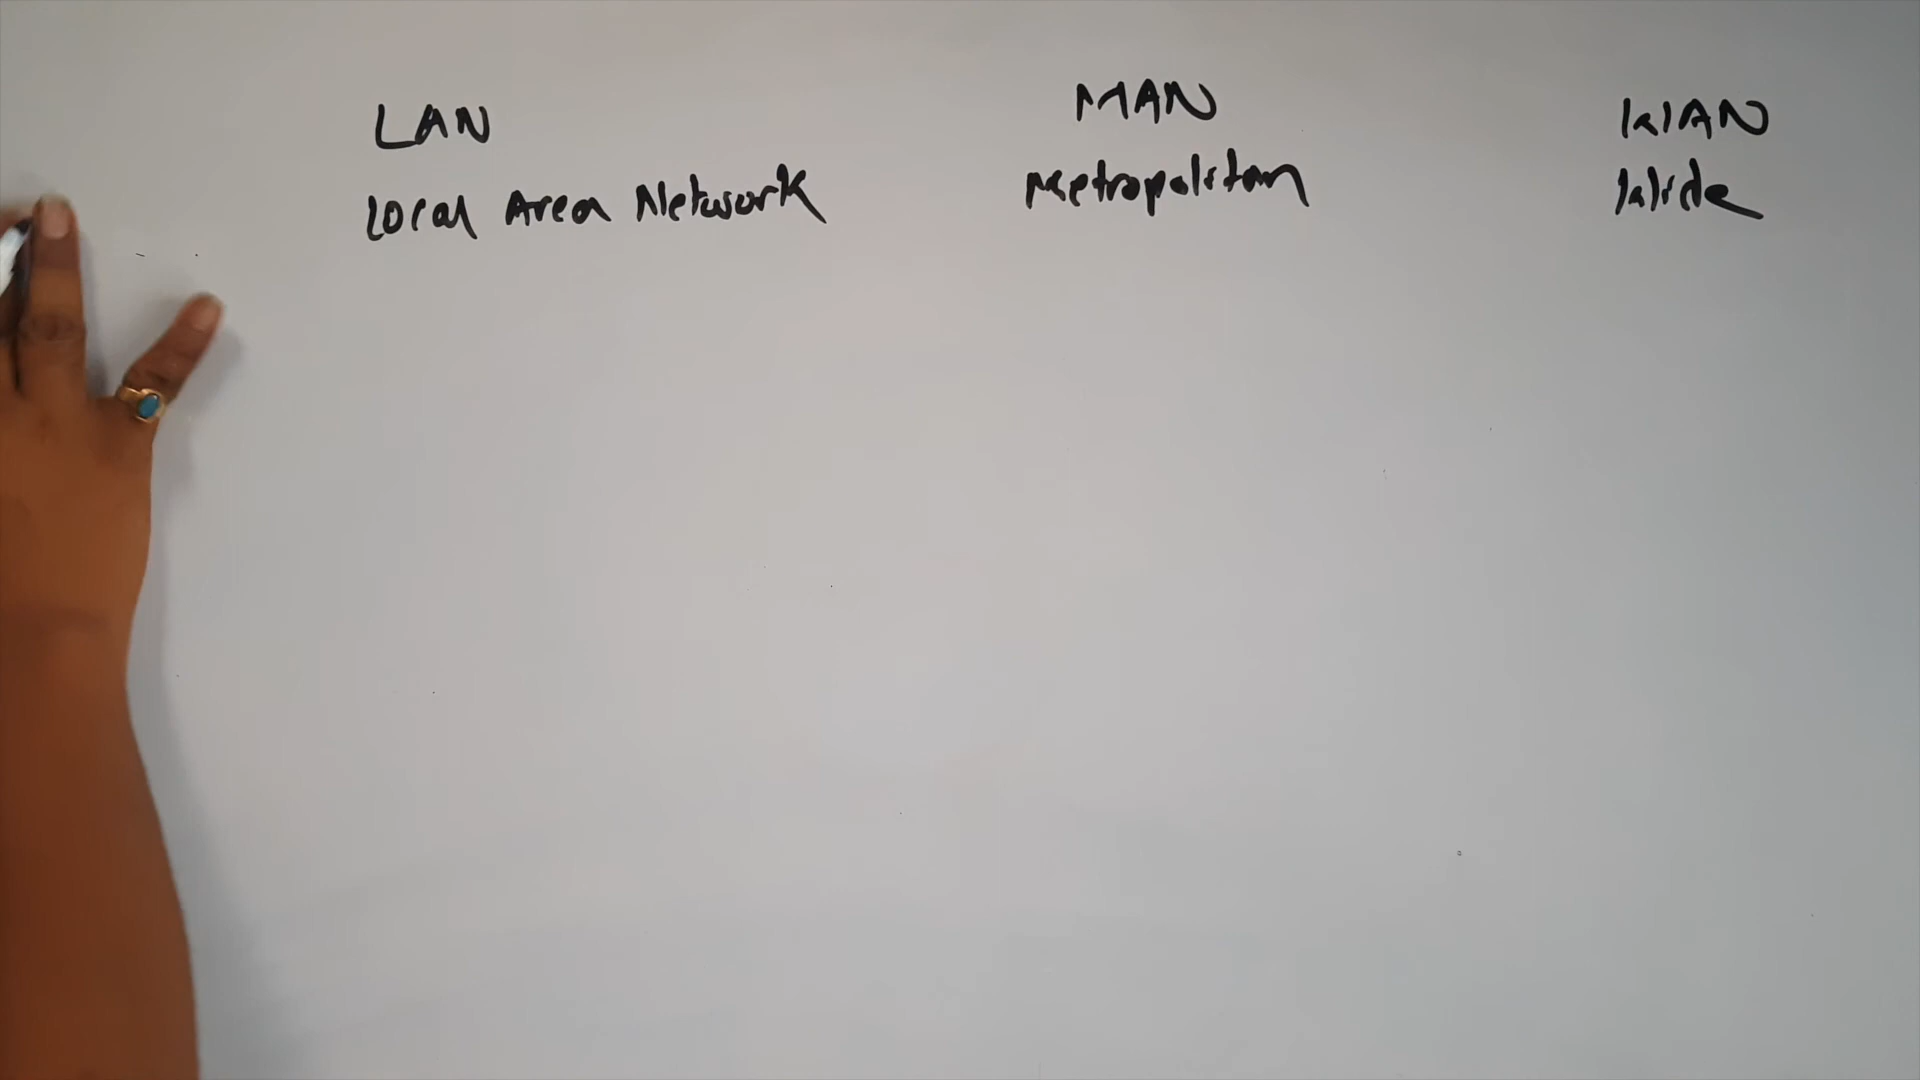 LAN
Local Area Network
MAN
Metropolitan
WAN
Wide